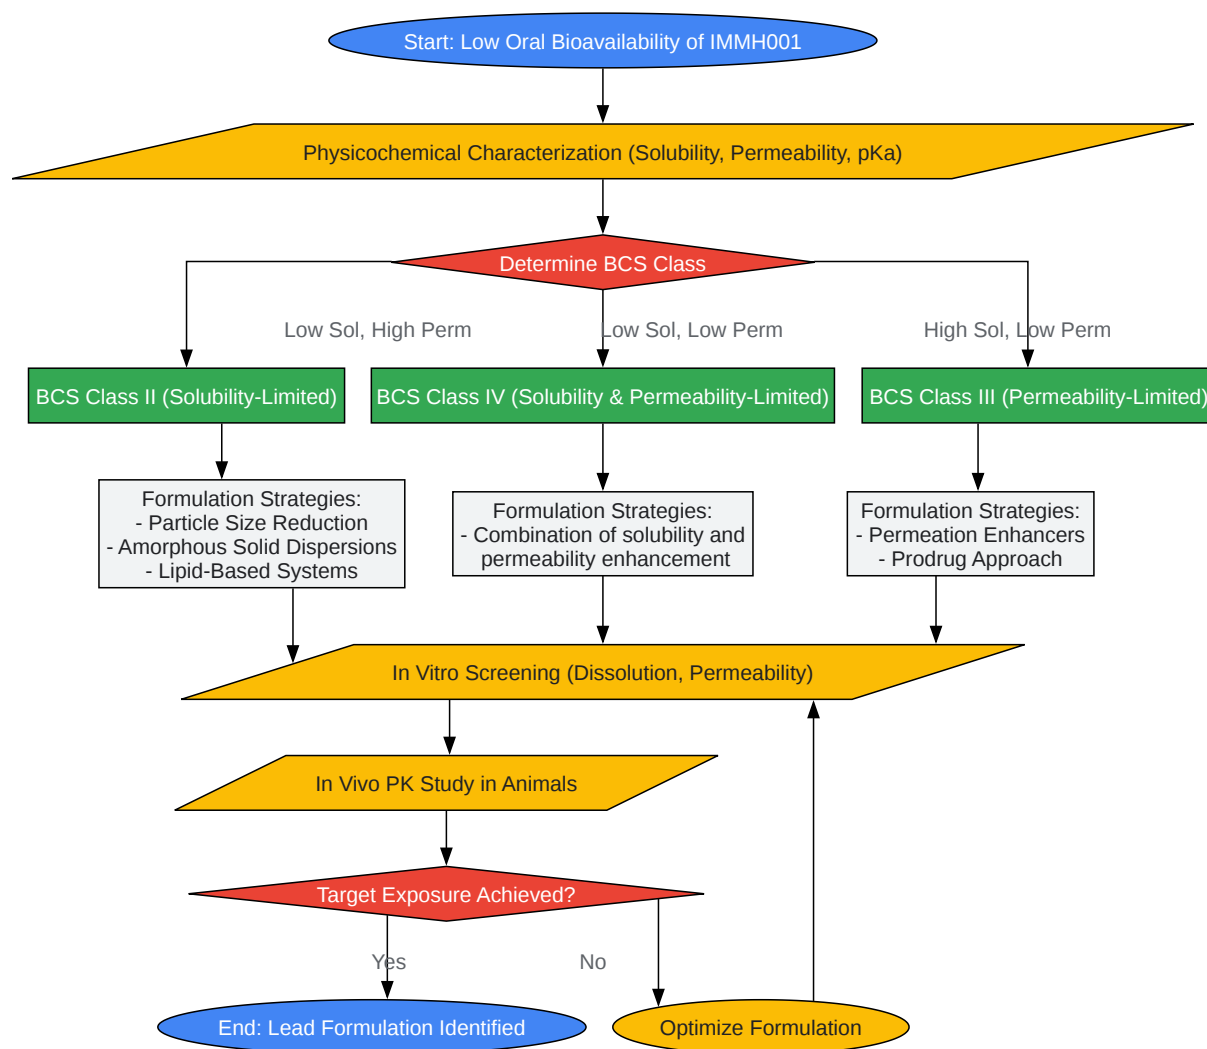 Start: Low Oral Bioavailability of IMMH001
Physicochemical Characterization (Solubility, Permeability, pKa)
Determine BCS Class
Low Sol, High Perm
Low Sol, Low Perm
High Sol, Low Perm
BCS Class II (Solubility-Limited)
BCS Class IV (Solubility & Permeability-Limited)
BCS Class III (Permeability-Limited)
Formulation Strategies:
- Particle Size Reduction
- Amorphous Solid Dispersions
- Lipid-Based Systems
Formulation Strategies:
- Combination of solubility and
permeability enhancement
Formulation Strategies:
- Permeation Enhancers
- Prodrug Approach
In Vitro Screening (Dissolution, Permeability)
In Vivo PK Study in Animals
Target Exposure Achieved?
Yes
No
End: Lead Formulation Identified
Optimize Formulation